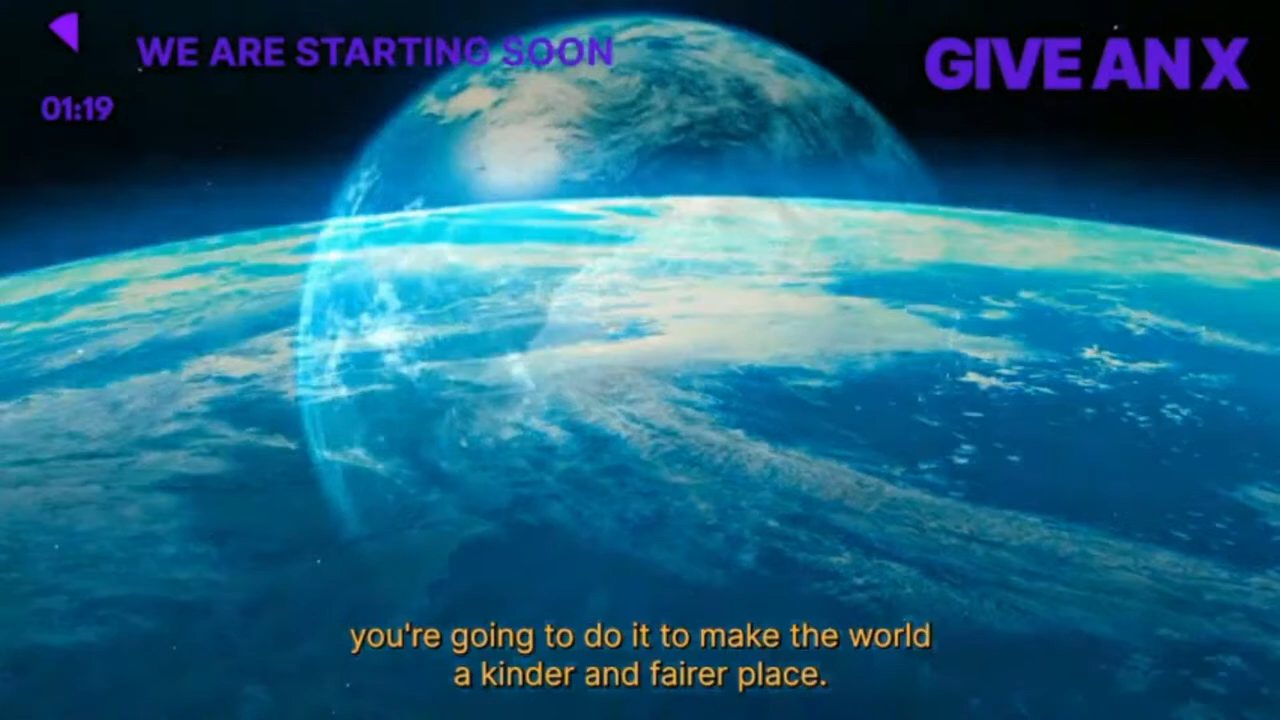 WE ARE STARTING SOON
GIVE AN X
01:19
you're going to do it to make the world
a kinder and fairer place.